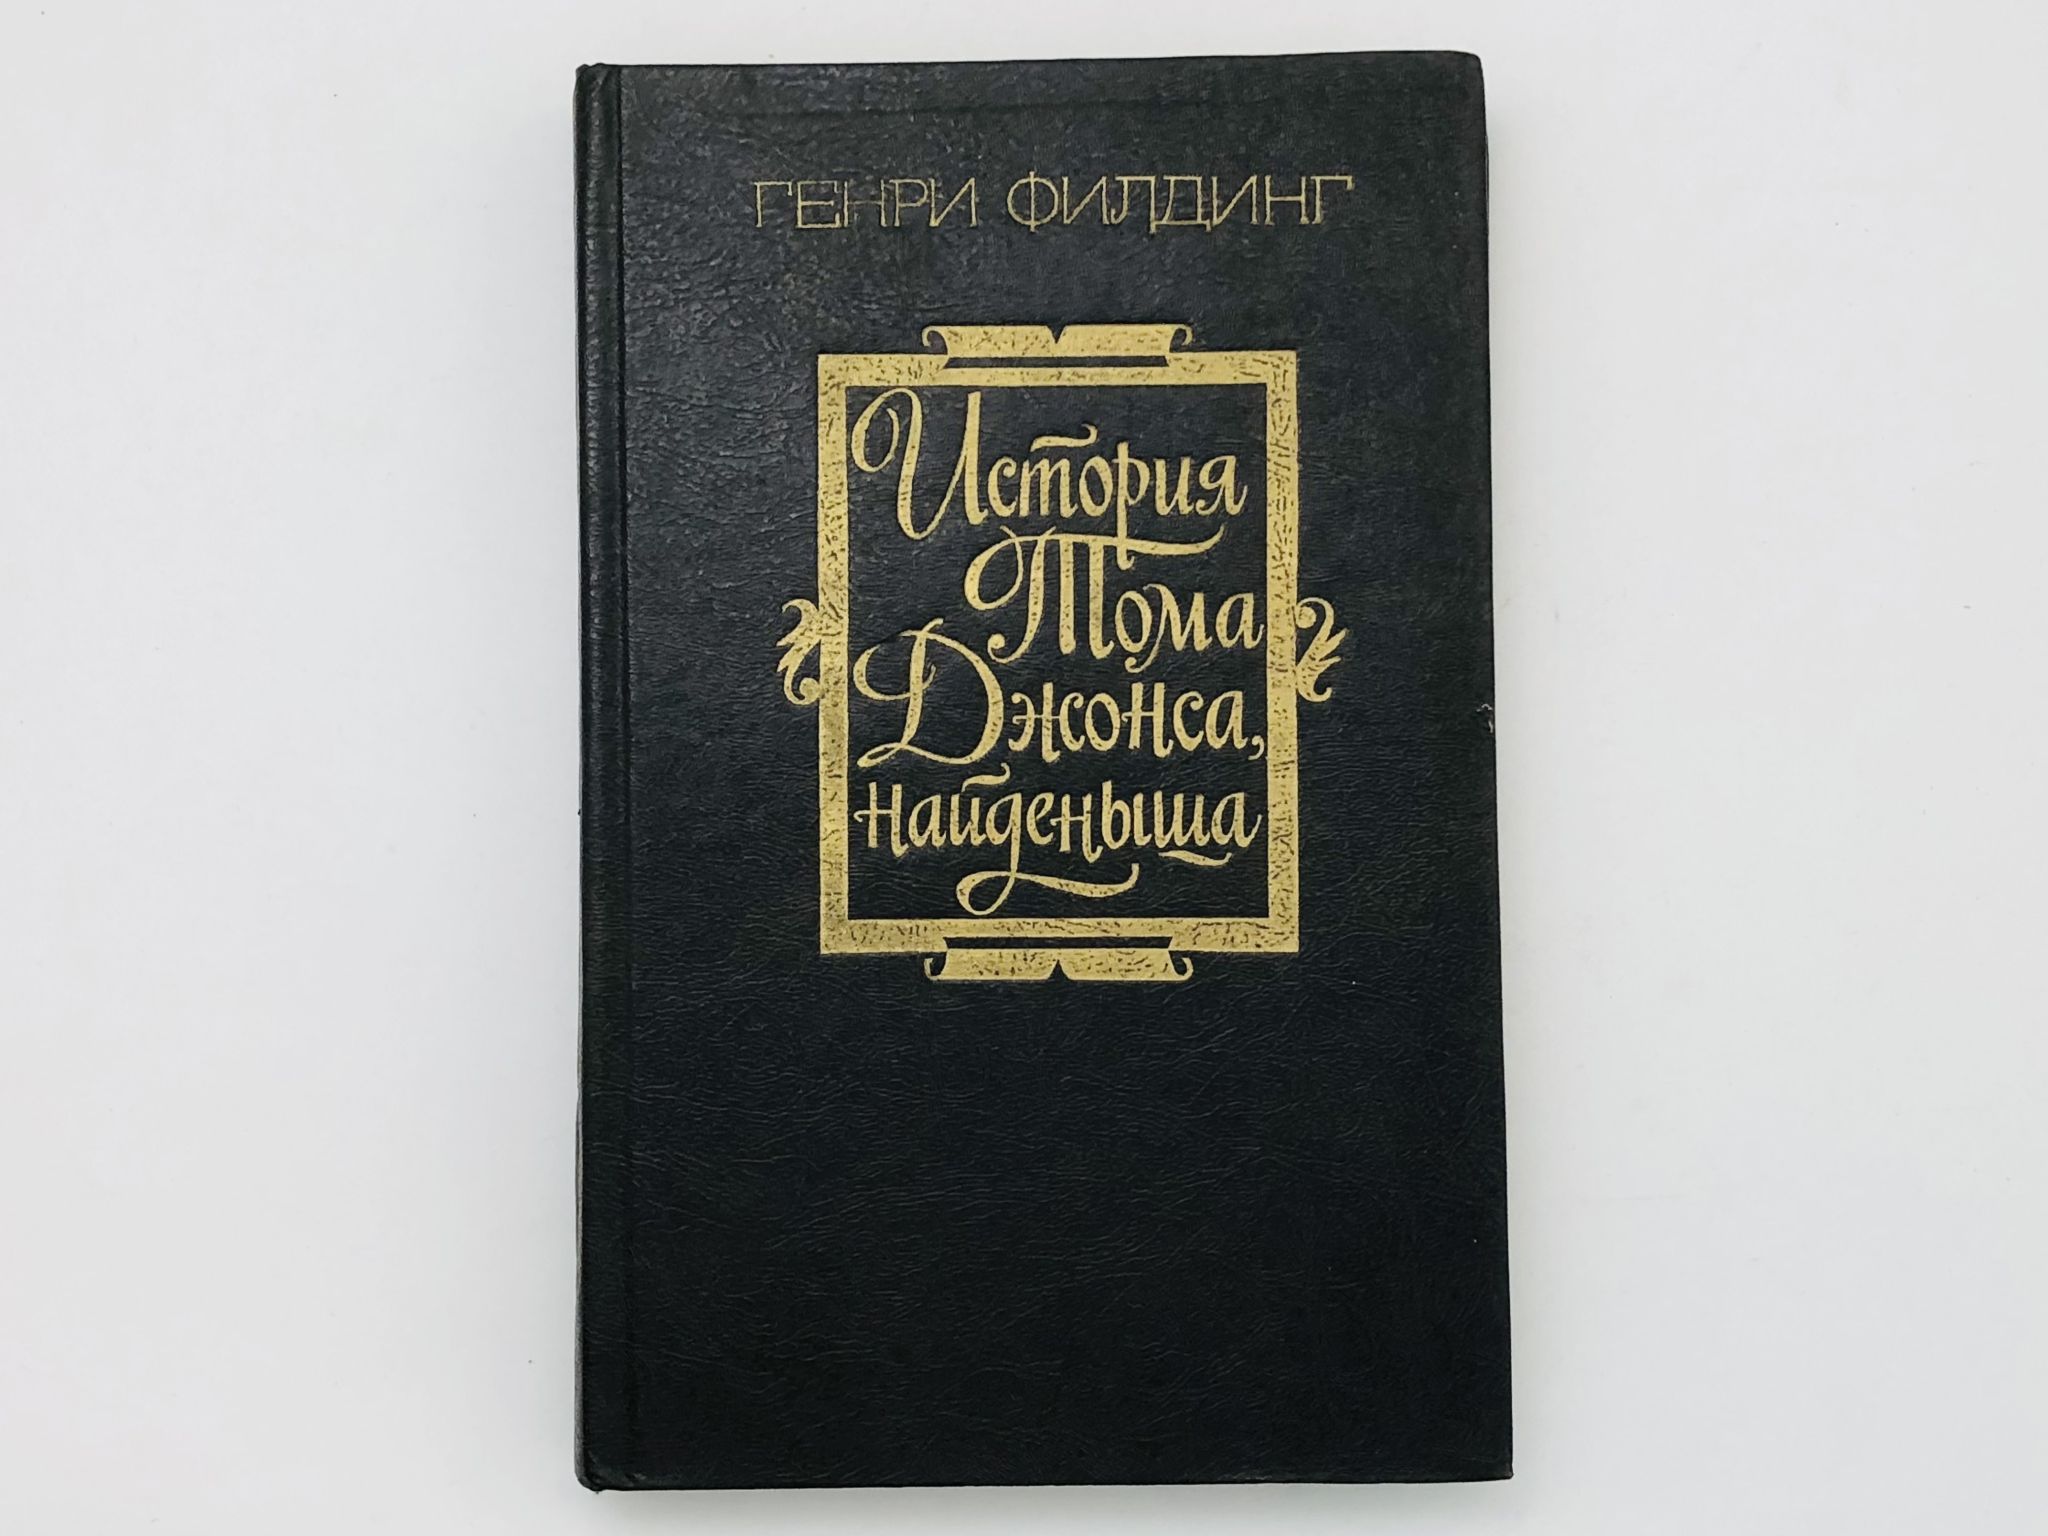 ГЕНРИ ФИЛДИНГ
История
Тома
Джонса,
найденыша